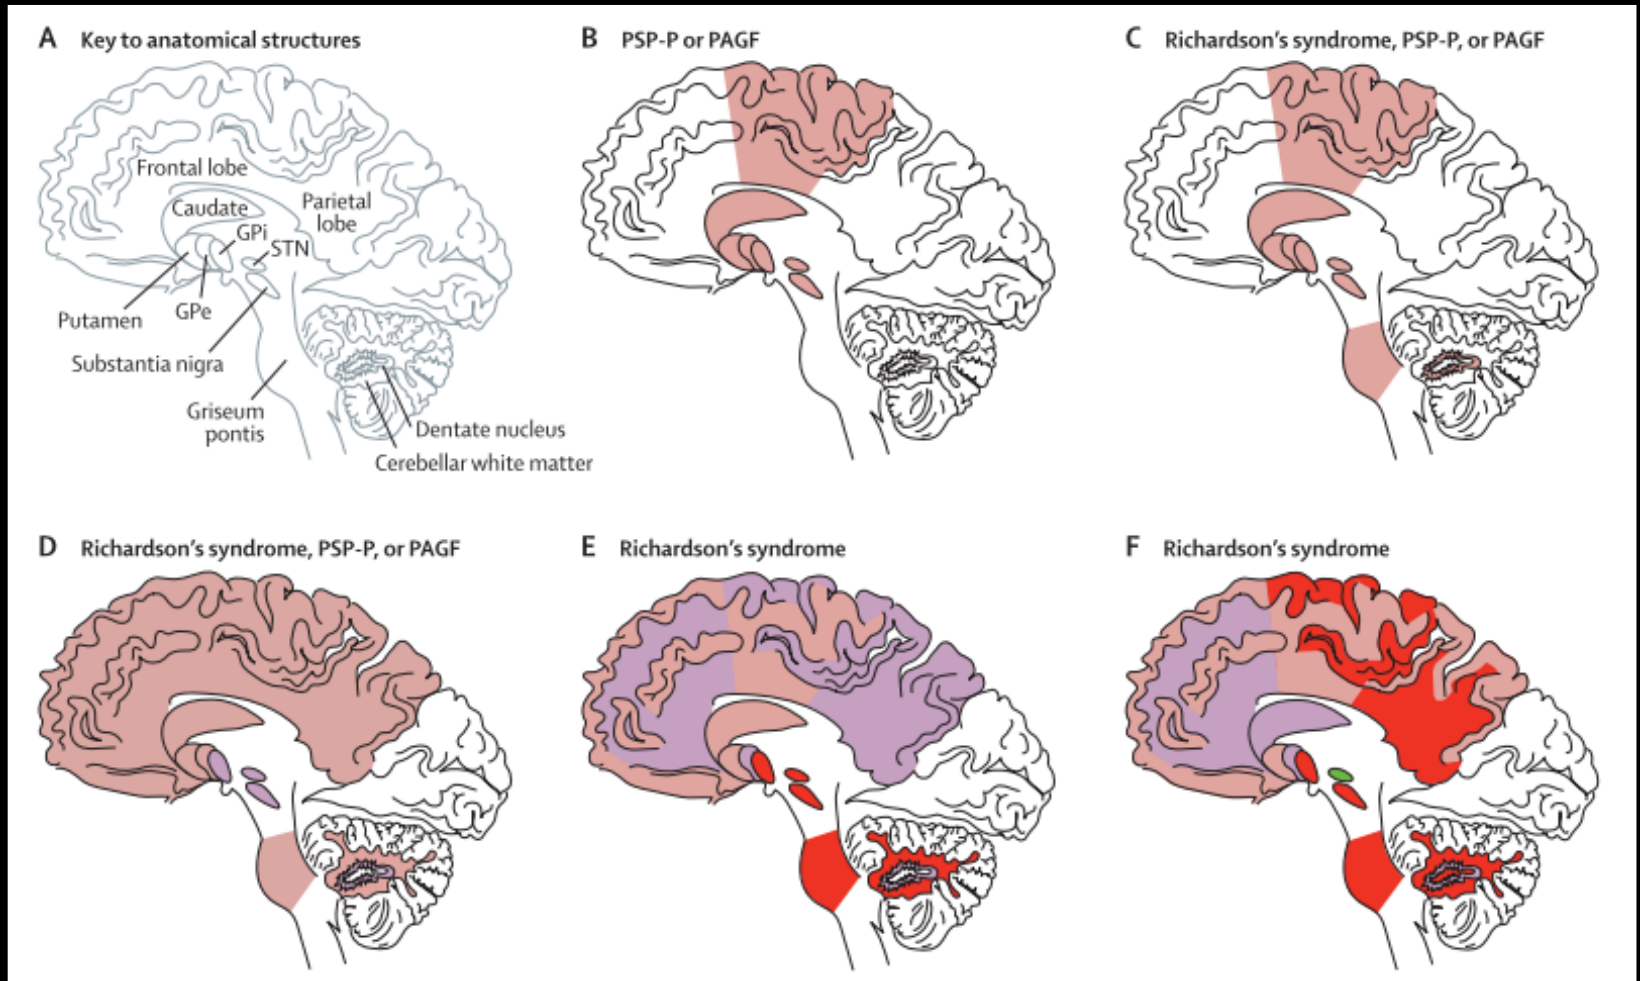 A Key to anatomical structures
Frontal lobe
Caudate
Parietal
lobe
GPi
STN
Putamen
GPe
Substantia nigra
Griseum
pontis
Dentate nucleus
Cerebellar white matter
B PSP-P or PAGF
C Richardson’s syndrome, PSP-P, or PAGF
D Richardson’s syndrome, PSP-P, or PAGF
E Richardson’s syndrome
F Richardson’s syndrome